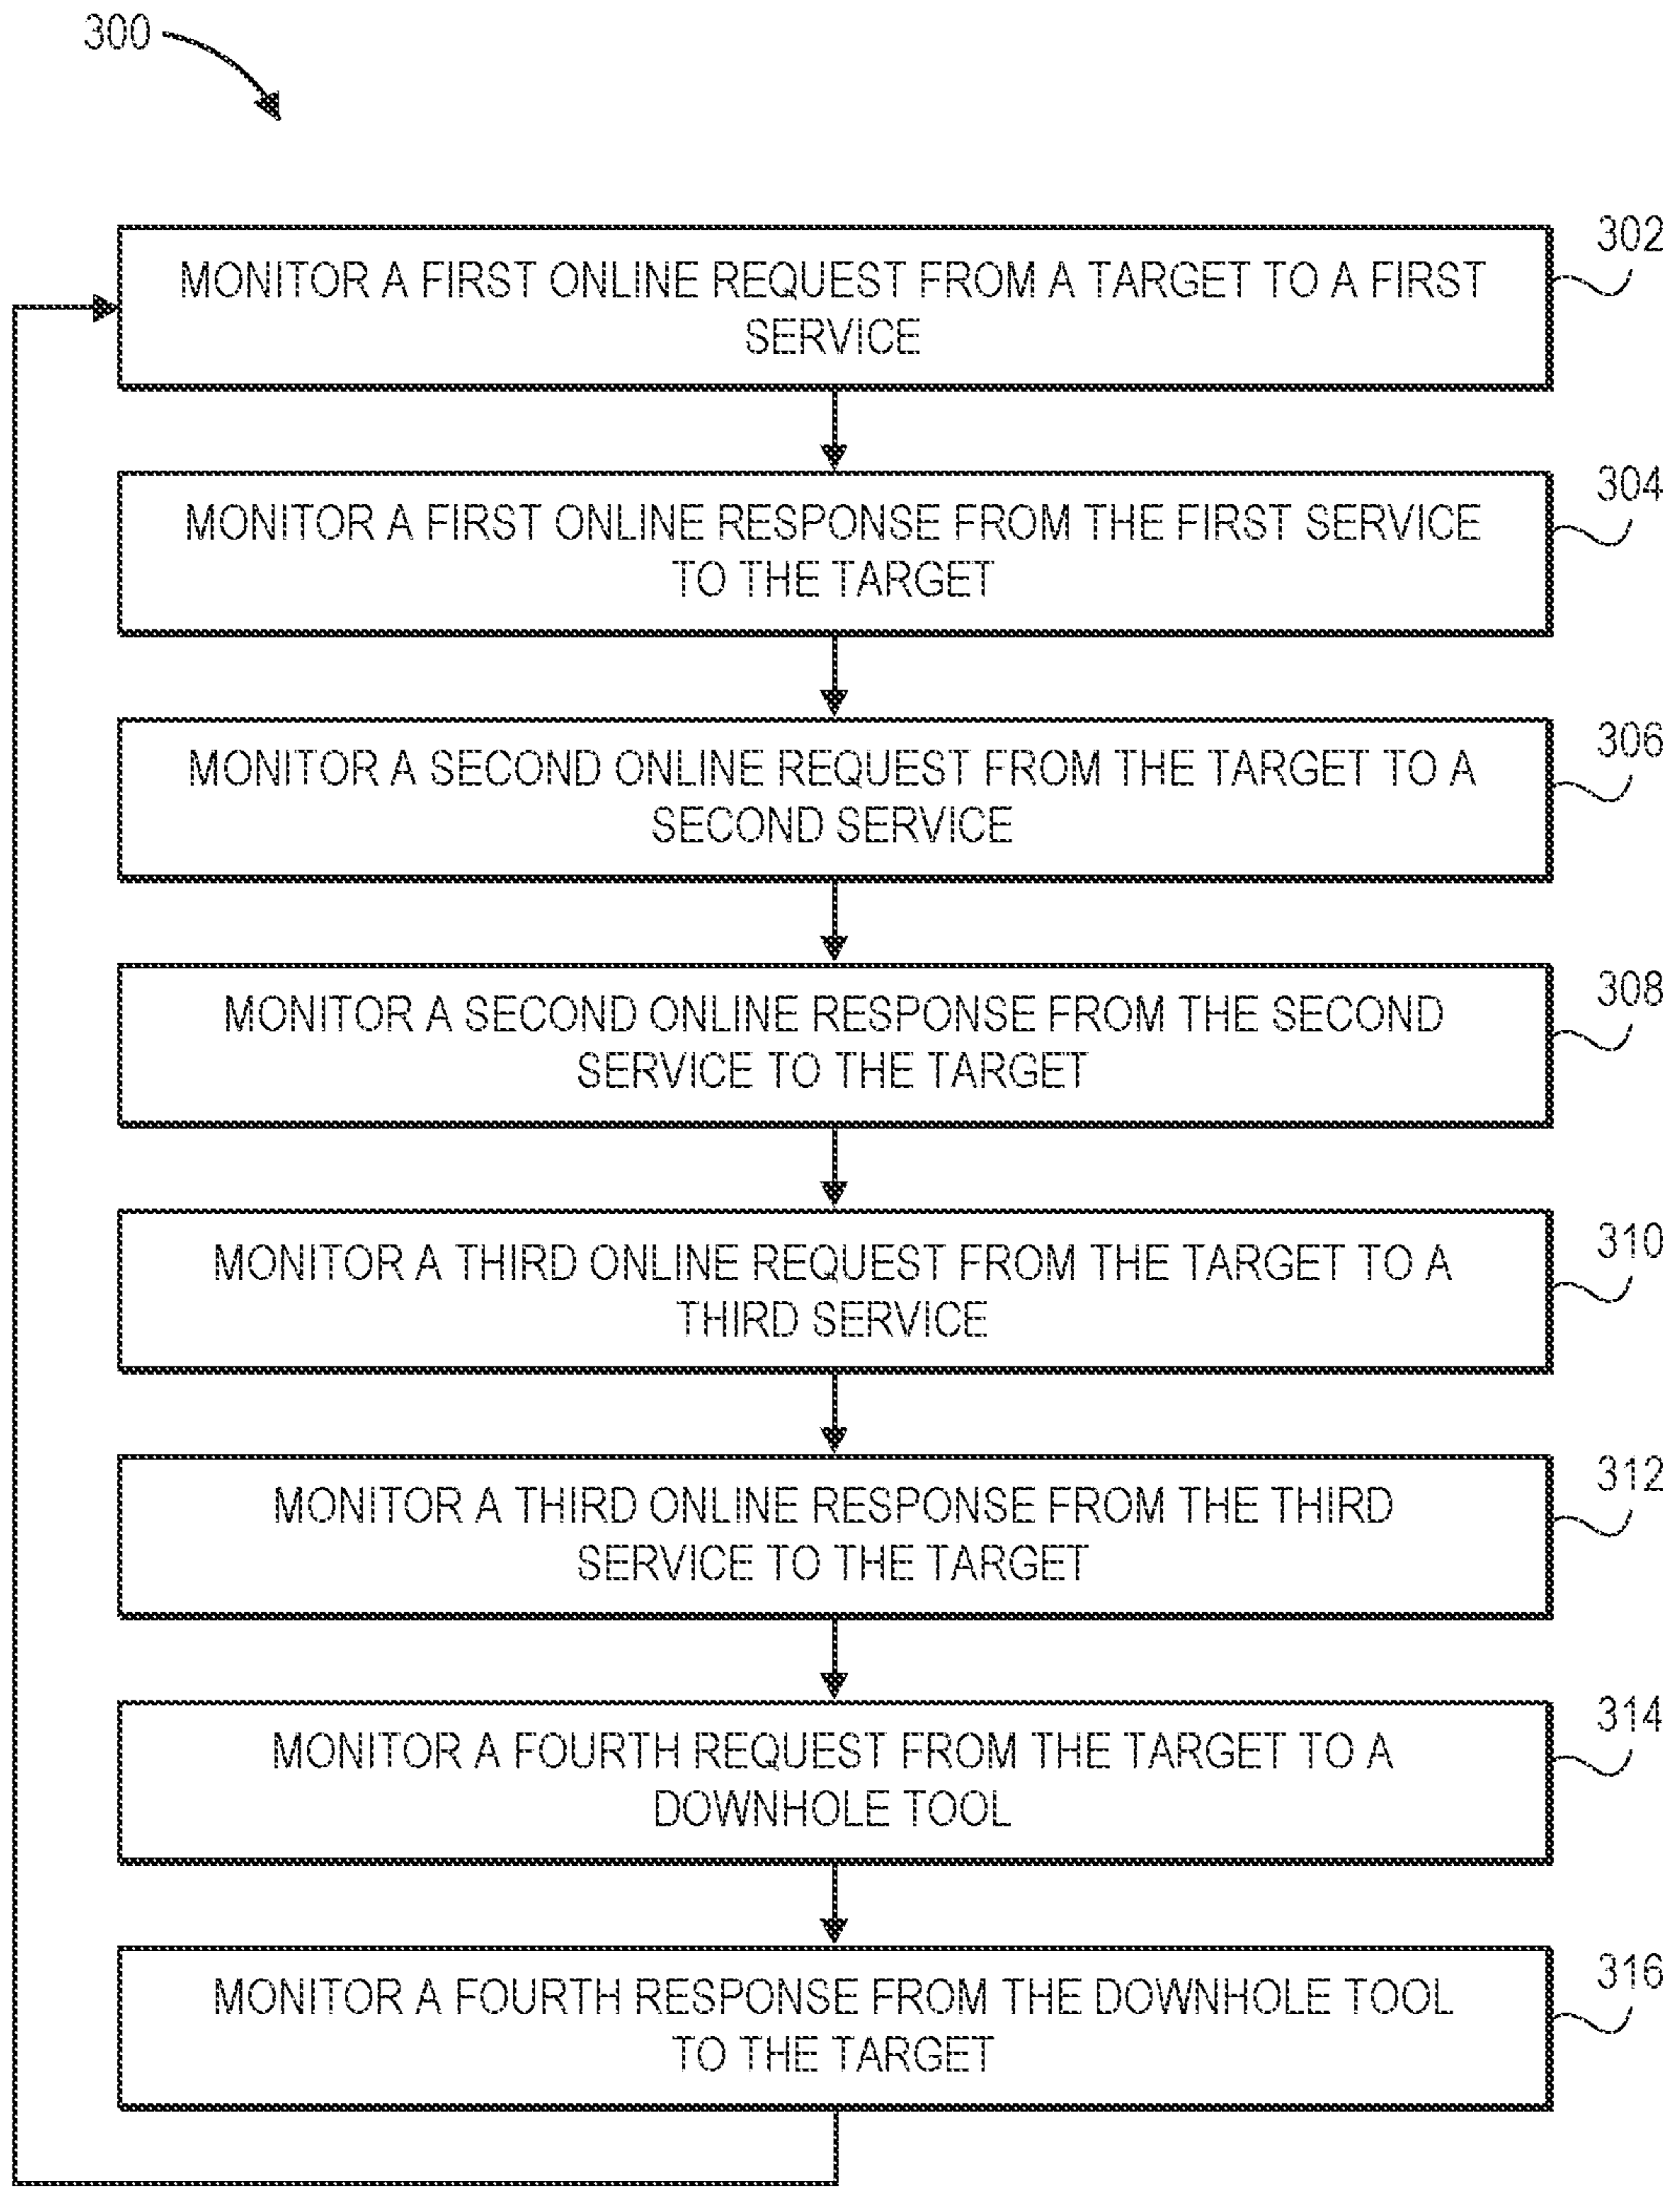 300
302
MONITOR A FIRST ONLINE REQUEST FROM A TARGET TO A FIRST
SERVICE
304
MONITOR A FIRST ONLINE RESPONSE FROM THE FIRST SERVICE
TO THE TARGET
306
MONITOR A SECOND ONLINE REQUEST FROM THE TARGET TO A
SECOND SERVICE
308
MONITOR A SECOND ONLINE RESPONSE FROM THE SECOND
SERVICE TO THE TARGET
310
MONITOR A THIRD ONLINE REQUEST FROM THE TARGET TO A
THIRD SERVICE
312
MONITOR A THIRD ONLINE RESPONSE FROM THE THIRD
SERVICE TO THE TARGET
314
MONITOR A FOURTH REQUEST FROM THE TARGET TO A
DOWNHOLE TOOL
316
MONITOR A FOURTH RESPONSE FROM THE DOWNHOLE TOOL
TO THE TARGET